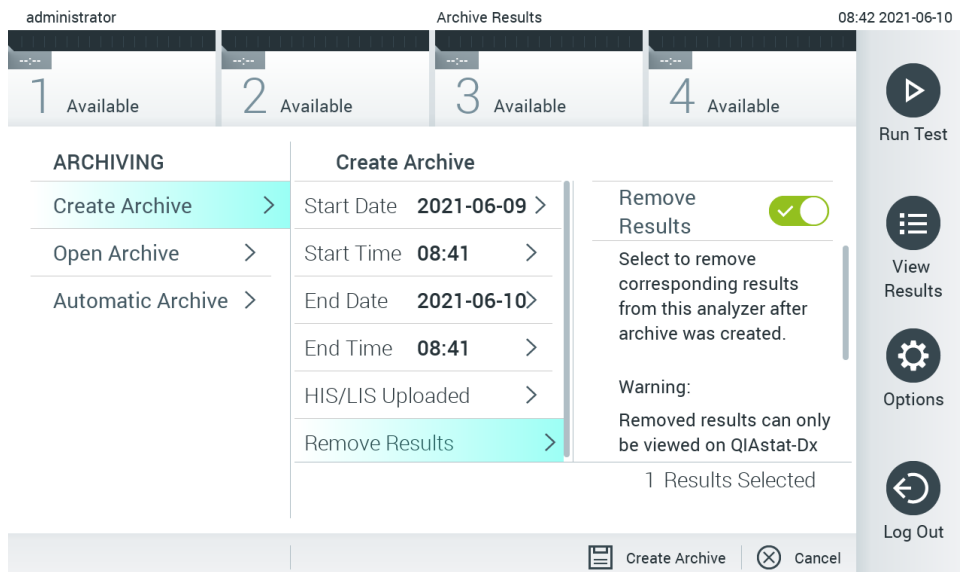 administrator
Archive Results
08:42 2021-06-10
--:--
--:--
--:--
--:--
1 Available
2 Available
3 Available
4 Available
Run Test
ARCHIVING
Create Archive
Open Archive
Automatic Archive
Create Archive
Start Date 2021-06-09
Start Time 08:41
End Date 2021-06-10
End Time 08:41
HIS/LIS Uploaded
Remove Results
Remove
Results
Select to remove
corresponding results
from this analyzer after
archive was created.
Warning:
Removed results can only
be viewed on QIAstat-Dx
1 Results Selected
View
Results
Options
Log Out
Create Archive
Cancel